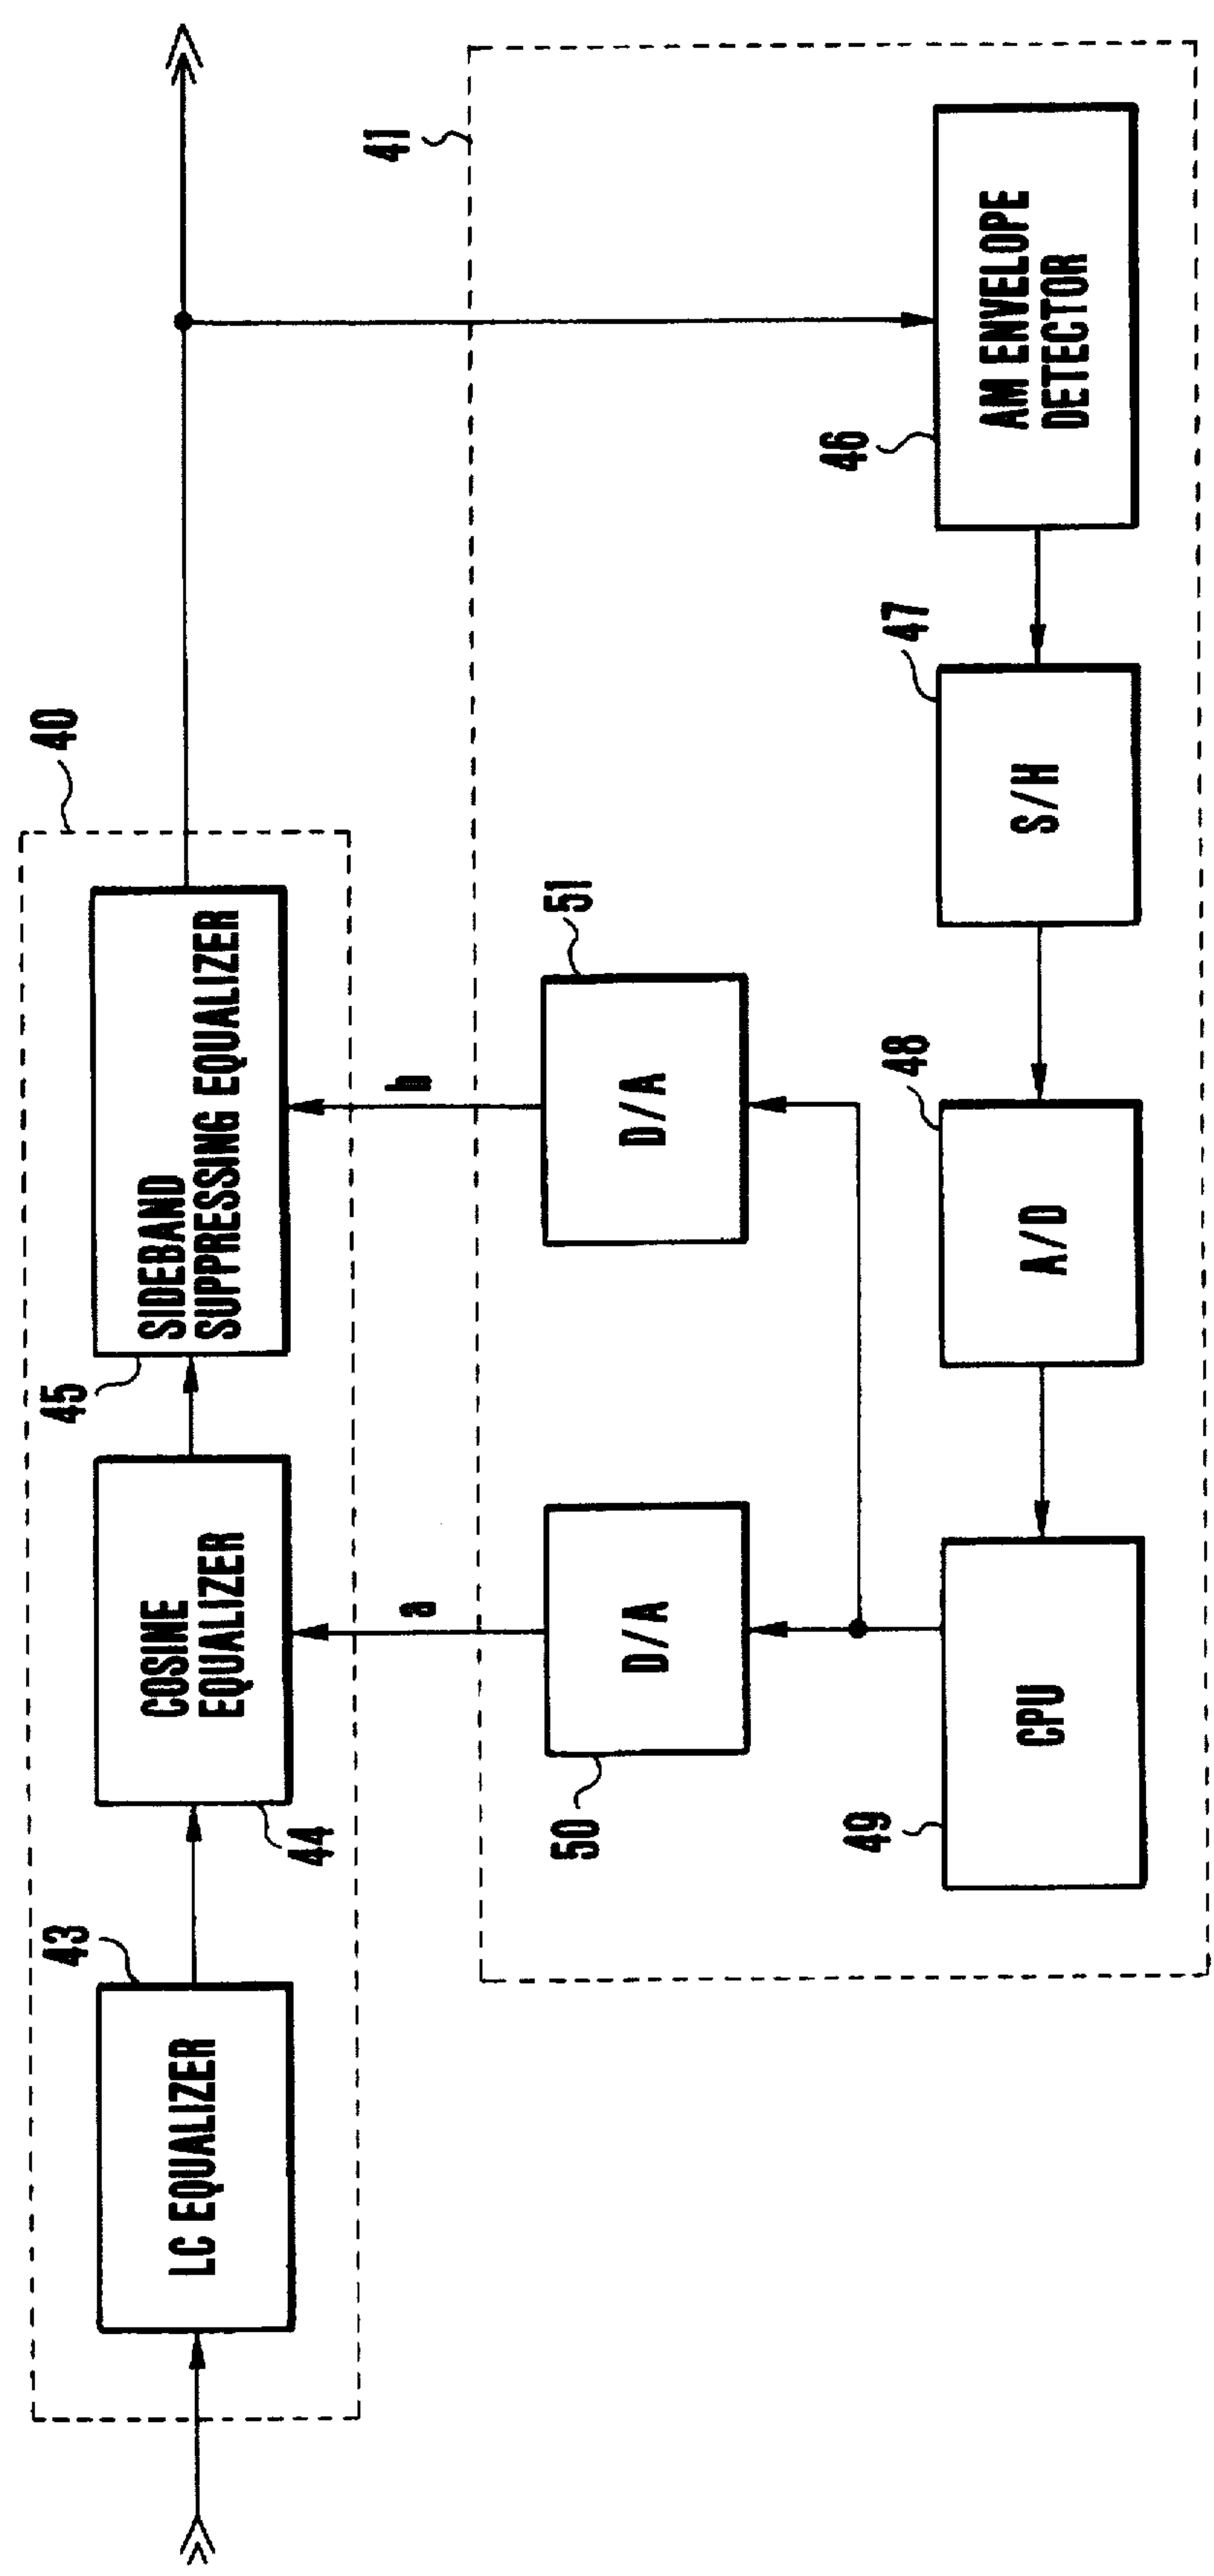 40
43
LC EQUALIZER
44
COSINE
EQUALIZER
45
SIDEBAND
SUPPRESSING EQUALIZER
a
b
41
50
D/A
51
D/A
49
CPU
48
A/D
47
S/H
46
AM ENVELOPE
DETECTOR